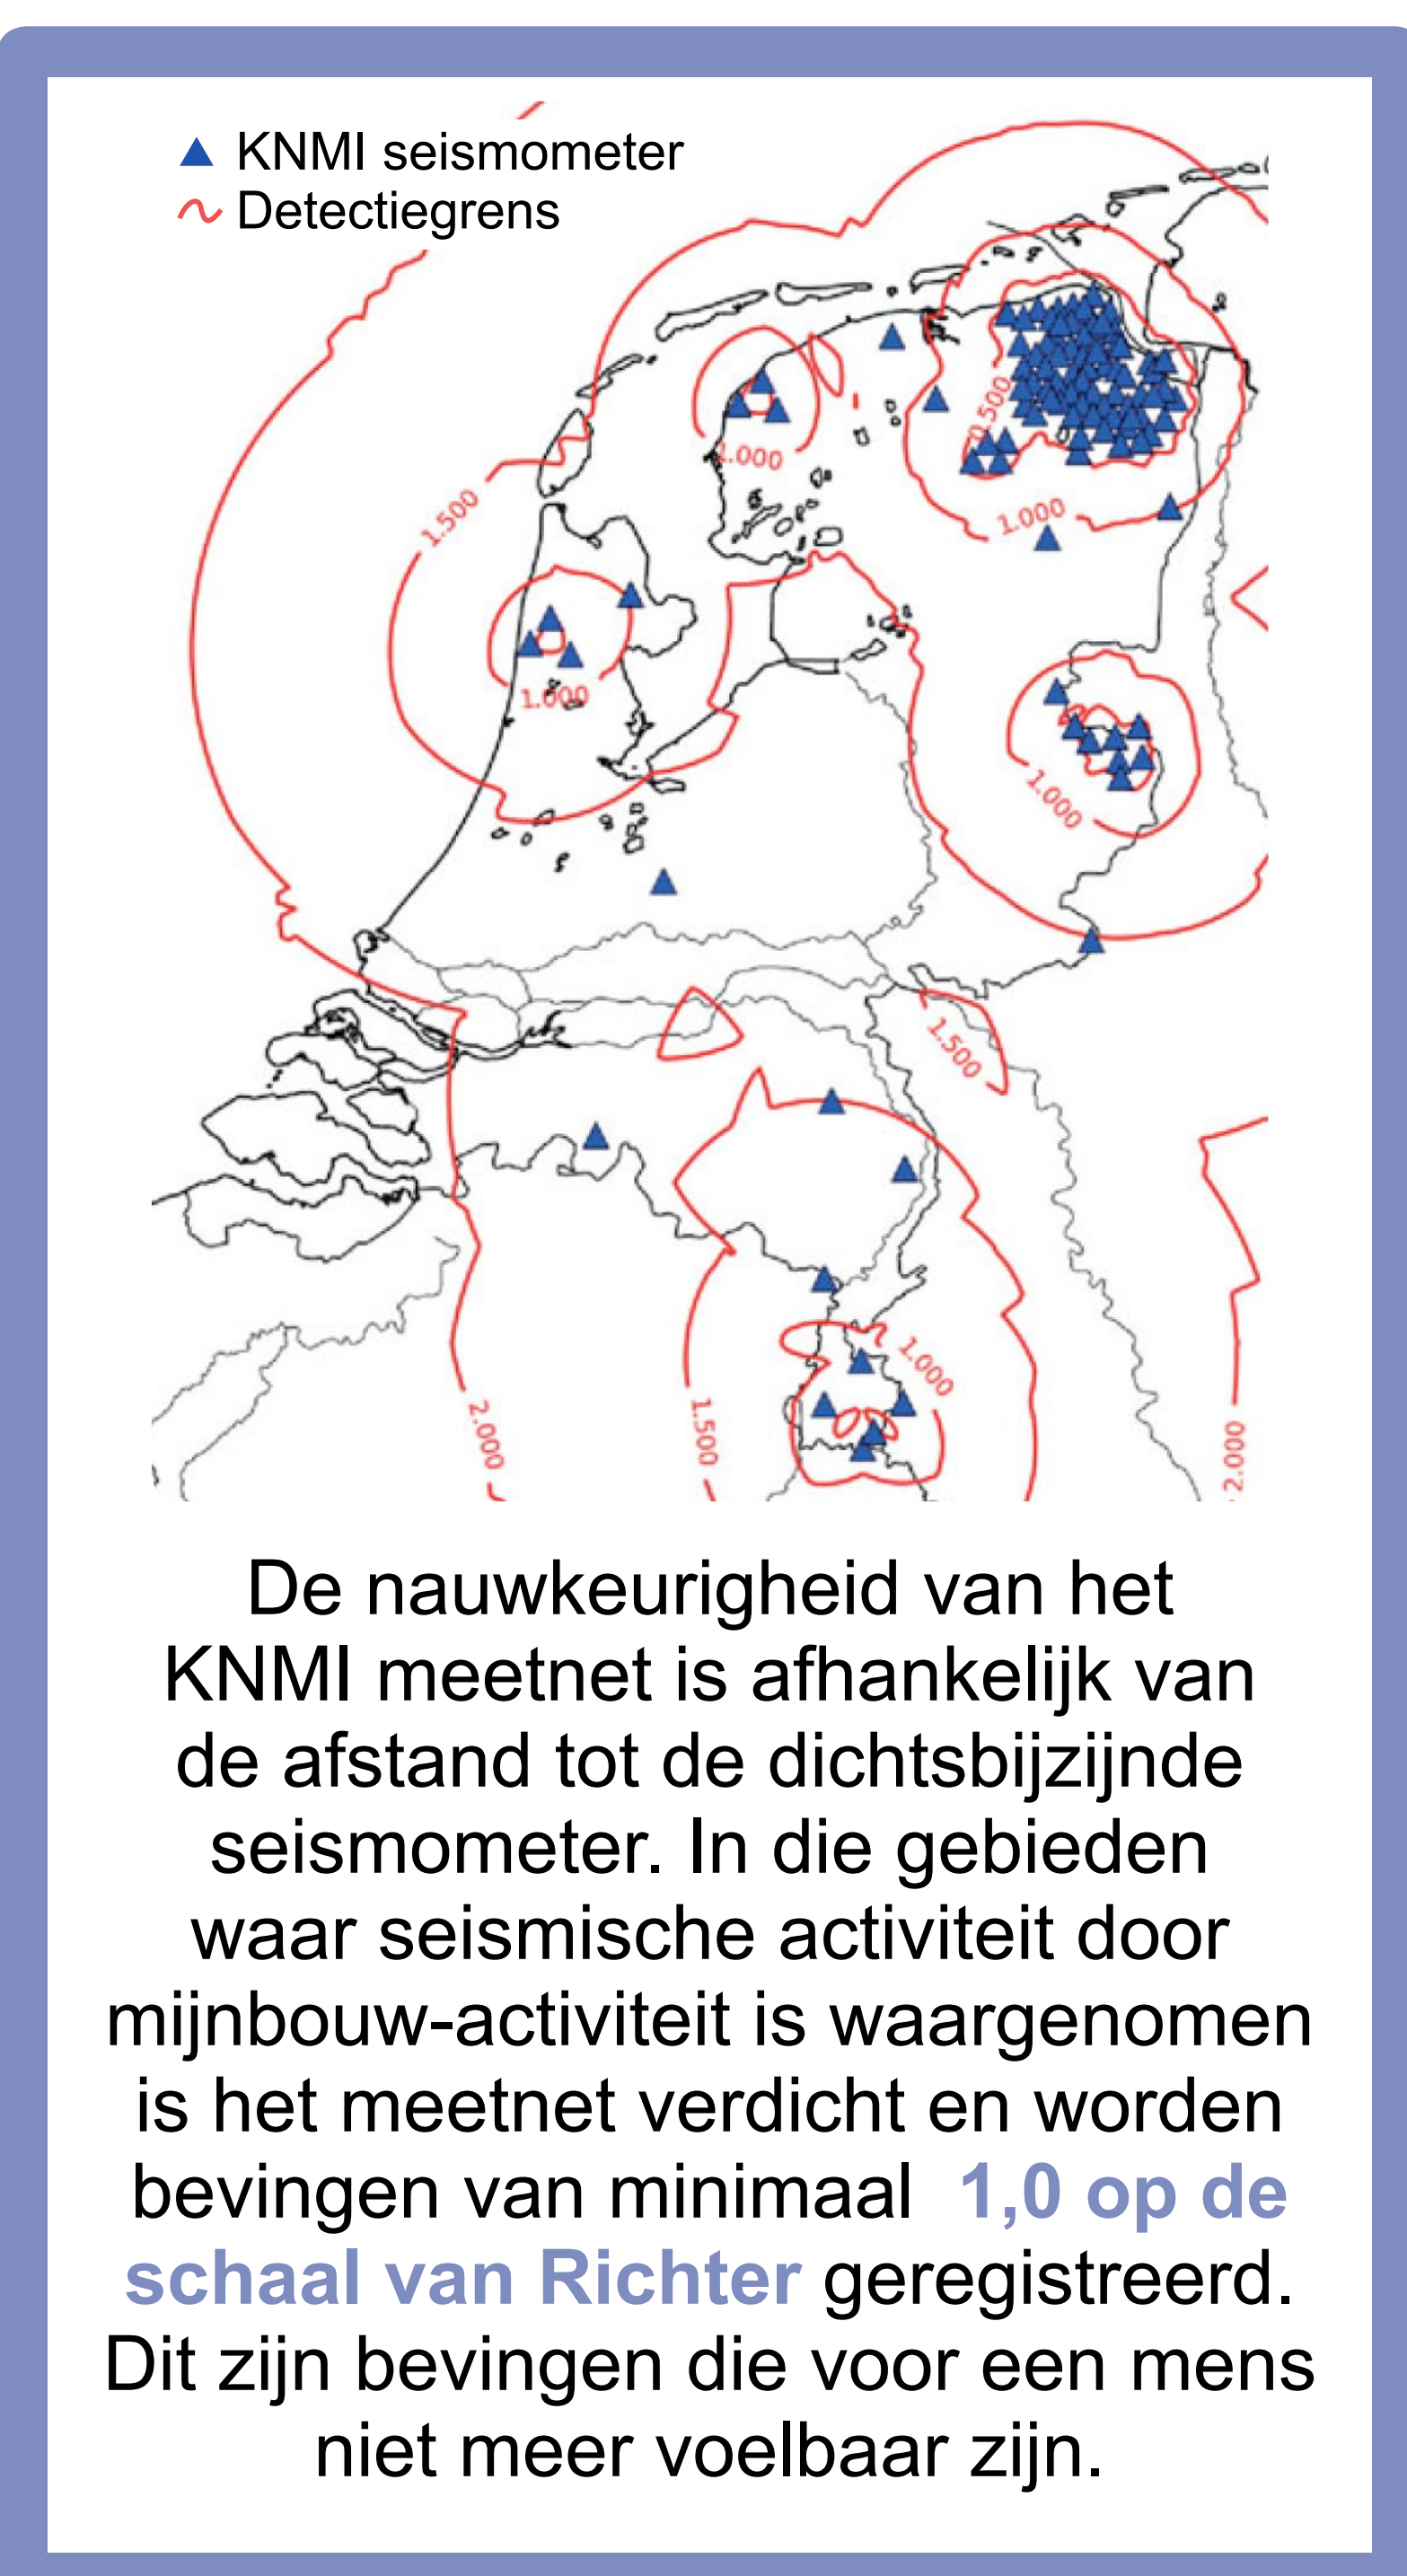 KNMI seismometer
Detectiegrens
0.500
1.000
1.500
1.000
1.000
1.000
1.500
1.000
2.000
1.500
2.000
De nauwkeurigheid van het
KNMI meetnet is afhankelijk van
de afstand tot de dichtsbijzijnde
seismometer. In die gebieden
waar seismische activiteit door
mijnbouw-activiteit is waargenomen
is het meetnet verdicht en worden
bevingen van minimaal 1,0 op de
schaal van Richter geregistreerd.
Dit zijn bevingen die voor een mens
niet meer voelbaar zijn.